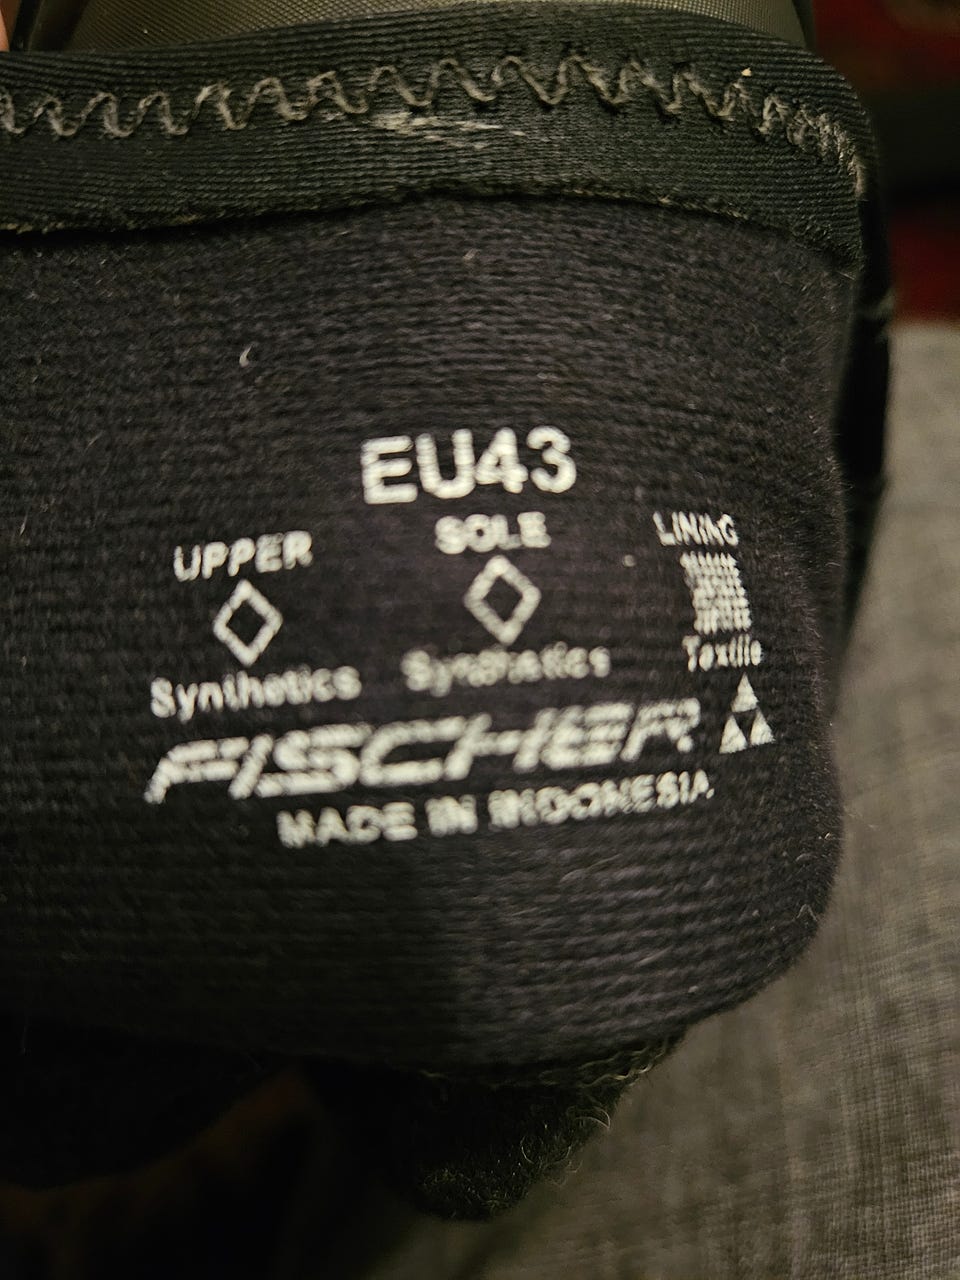 EU43
UPPER SOLE LINING
Synthetics Synthetics Textile
FISCHER
MADE IN INDONESIA